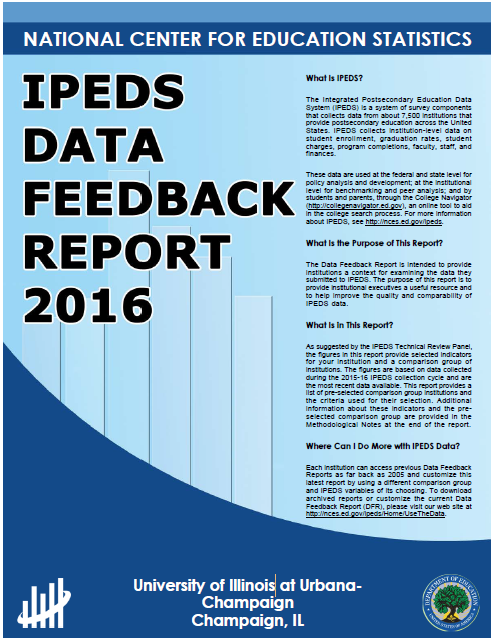 NATIONAL CENTER FOR EDUCATION STATISTICS
IPEDS
DATA
FEEDBACK
REPORT
2016
What Is IPEDS?
The Integrated Postsecondary Education Data
System (IPEDS) is a system of survey components
that collects data from about 7,500 institutions that
provide postsecondary education across the United
States. IPEDS collects institution-level data on
student enrollment, graduation rates, student
charges, program completions, faculty, staff, and
finances.
These data are used at the federal and state level for
policy analysis and development; at the institutional
level for benchmarking and peer analysis; and by
students and parents, through the College Navigator
(http://collegenavigator.ed.gov), an online tool to aid
in the college search process. For more information
about IPEDS, see http://nces.ed.gov/ipeds.
What Is the Purpose of This Report?
The Data Feedback Report is intended to provide
institutions a context for examining the data they
submitted to IPEDS. The purpose of this report is to
provide institutional executives a useful resource and
to help improve the quality and comparability of
IPEDS data.
What Is in This Report?
As suggested by the IPEDS Technical Review Panel,
the figures in this report provide selected indicators
for your institution and a comparison group of
institutions. The figures are based on data collected
during the 2015-16 IPEDS collection cycle and are
the most recent data available. This report provides a
list of pre-selected comparison group institutions and
the criteria used for their selection. Additional
information about these indicators and the pre-
selected comparison group are provided in the
Methodological Notes at the end of the report.
Where Can I Do More with IPEDS Data?
Each institution can access previous Data Feedback
Reports as far back as 2005 and customize this
latest report by using a different comparison group
and IPEDS variables of its choosing. To download
archived reports or customize the current Data
Feedback Report (DFR), please visit our web site at
http://nces.ed.gov/ipeds/Home/UseTheData.
University of Illinois at Urbana-
Champaign
Champaign, IL
DEPARTMENT OF EDUCATION
UNITED STATES OF AMERICA